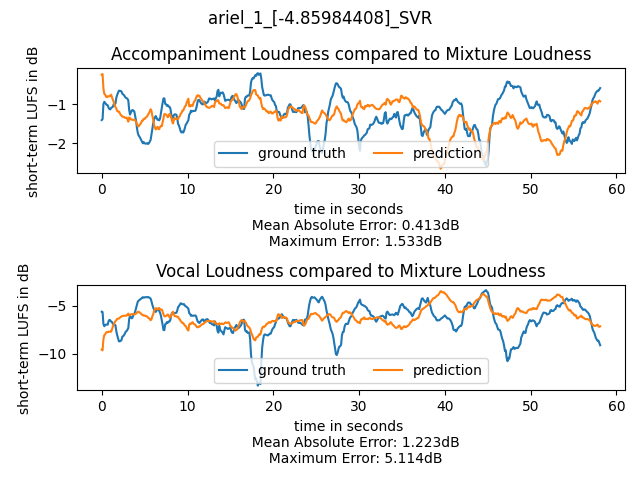 ariel_1_[-4.85984408]_SVR
Accompaniment Loudness compared to Mixture Loudness
short-term LUFS in dB
−1
−2
ground truth
prediction
0 10 20 30 40 50 60
time in seconds
Mean Absolute Error: 0.413dB
Maximum Error: 1.533dB
Vocal Loudness compared to Mixture Loudness
short-term LUFS in dB
−5
−10
ground truth
prediction
0 10 20 30 40 50 60
time in seconds
Mean Absolute Error: 1.223dB
Maximum Error: 5.114dB